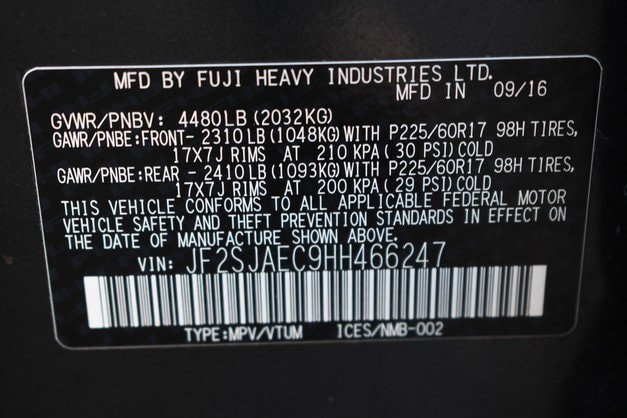 MFD BY FUJI HEAVY INDUSTRIES LTD.
MFD IN 09/16
GVWR/PNBV: 4480LB (2032KG)
GAWR/PNBE:FRONT- 2310LB (1048KG) WITH P225/60R17 98H TIRES,
17X7J RIMS AT 210 KPA ( 30 PSI) COLD
GAWR/PNBE:REAR - 2410LB (1093KG) WITH P225/60R17 98H TIRES,
17X7J RIMS AT 200 KPA ( 29 PSI) COLD
THIS VEHICLE CONFORMS TO ALL APPLICABLE FEDERAL MOTOR
VEHICLE SAFETY AND THEFT PREVENTION STANDARDS IN EFFECT ON
THE DATE OF MANUFACTURE SHOWN ABOVE.
VIN: JF2SJAEC9HH466247
TYPE:MPV/VTUM ICES/NMB-002